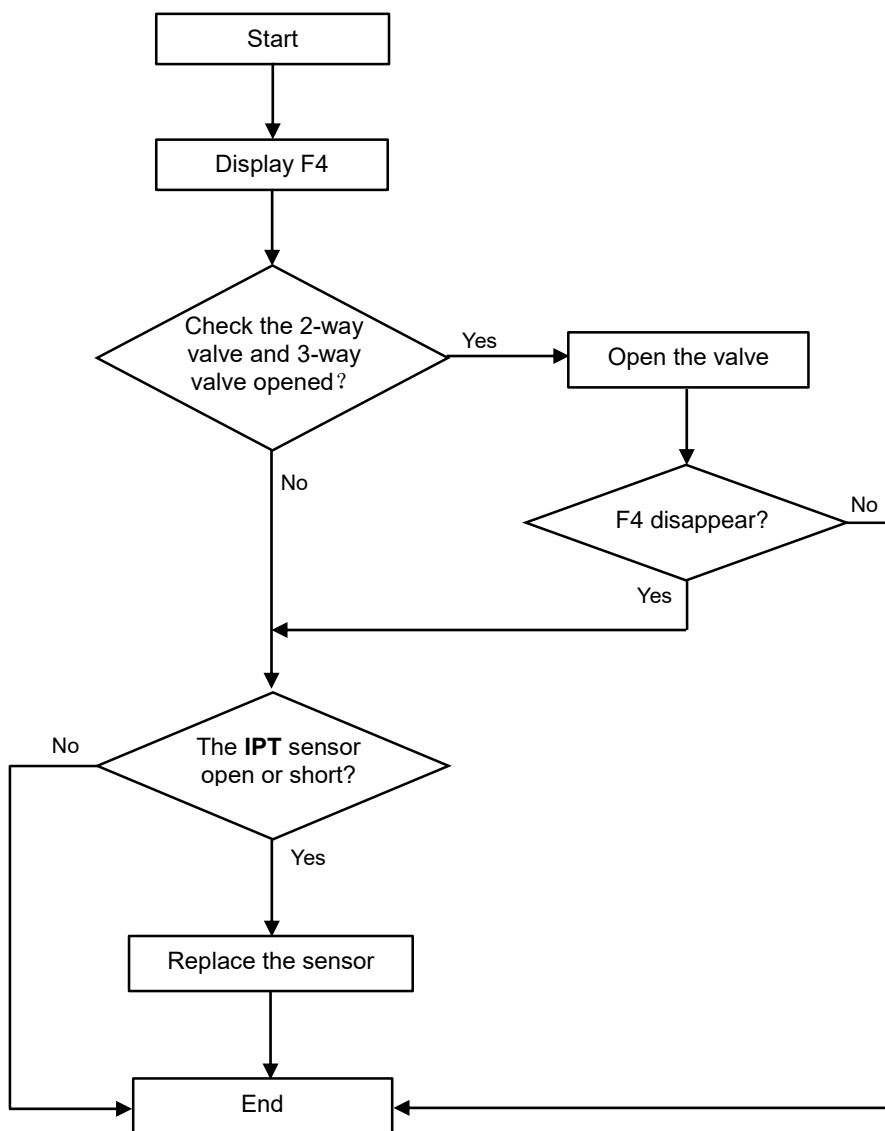 Start
Display F4
Check the 2-way
valve and 3-way
valve opened？
Yes
Open the valve
No
F4 disappear?
No
Yes
No
The IPT sensor
open or short?
Yes
Replace the sensor
End